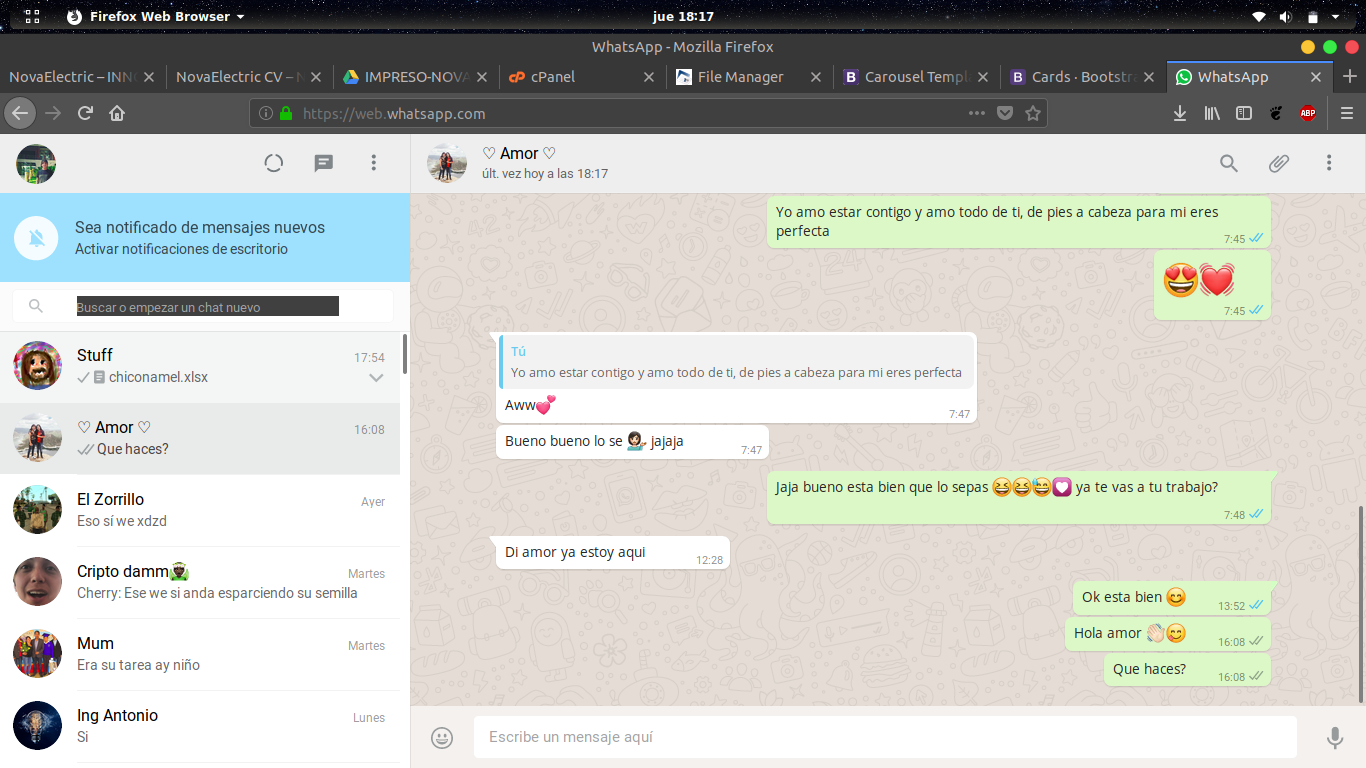 Firefox Web Browser
jue 18:17
WhatsApp - Mozilla Firefox
NovaElectric – INN
NovaElectric CV – N
IMPRESO-NOVA
cPanel
File Manager
Carousel Templ
Cards · Bootstra
WhatsApp
https://web.whatsapp.com
ABP
♡ Amor ♡
últ. vez hoy a las 18:17
Sea notificado de mensajes nuevos
Activar notificaciones de escritorio
Buscar o empezar un chat nuevo
Stuff
17:54
chiconamel.xlsx
♡ Amor ♡
16:08
Que haces?
El Zorrillo
Ayer
Eso sí we xdzd
Cripto damm
Martes
Cherry: Ese we si anda esparciendo su semilla
Mum
Martes
Era su tarea ay niño
Ing Antonio
Lunes
Si
Yo amo estar contigo y amo todo de ti, de pies a cabeza para mi eres
perfecta
7:45
😍💓
7:45
Tú
Yo amo estar contigo y amo todo de ti, de pies a cabeza para mi eres perfecta
Aww💕
7:47
Bueno bueno lo se 💁🏻 jajaja
7:47
Jaja bueno esta bien que lo sepas 😆😆😅💟 ya te vas a tu trabajo?
7:48
Di amor ya estoy aqui
12:28
Ok esta bien 😊
13:52
Hola amor 👏🏻😋
16:08
Que haces?
16:08
Escribe un mensaje aquí